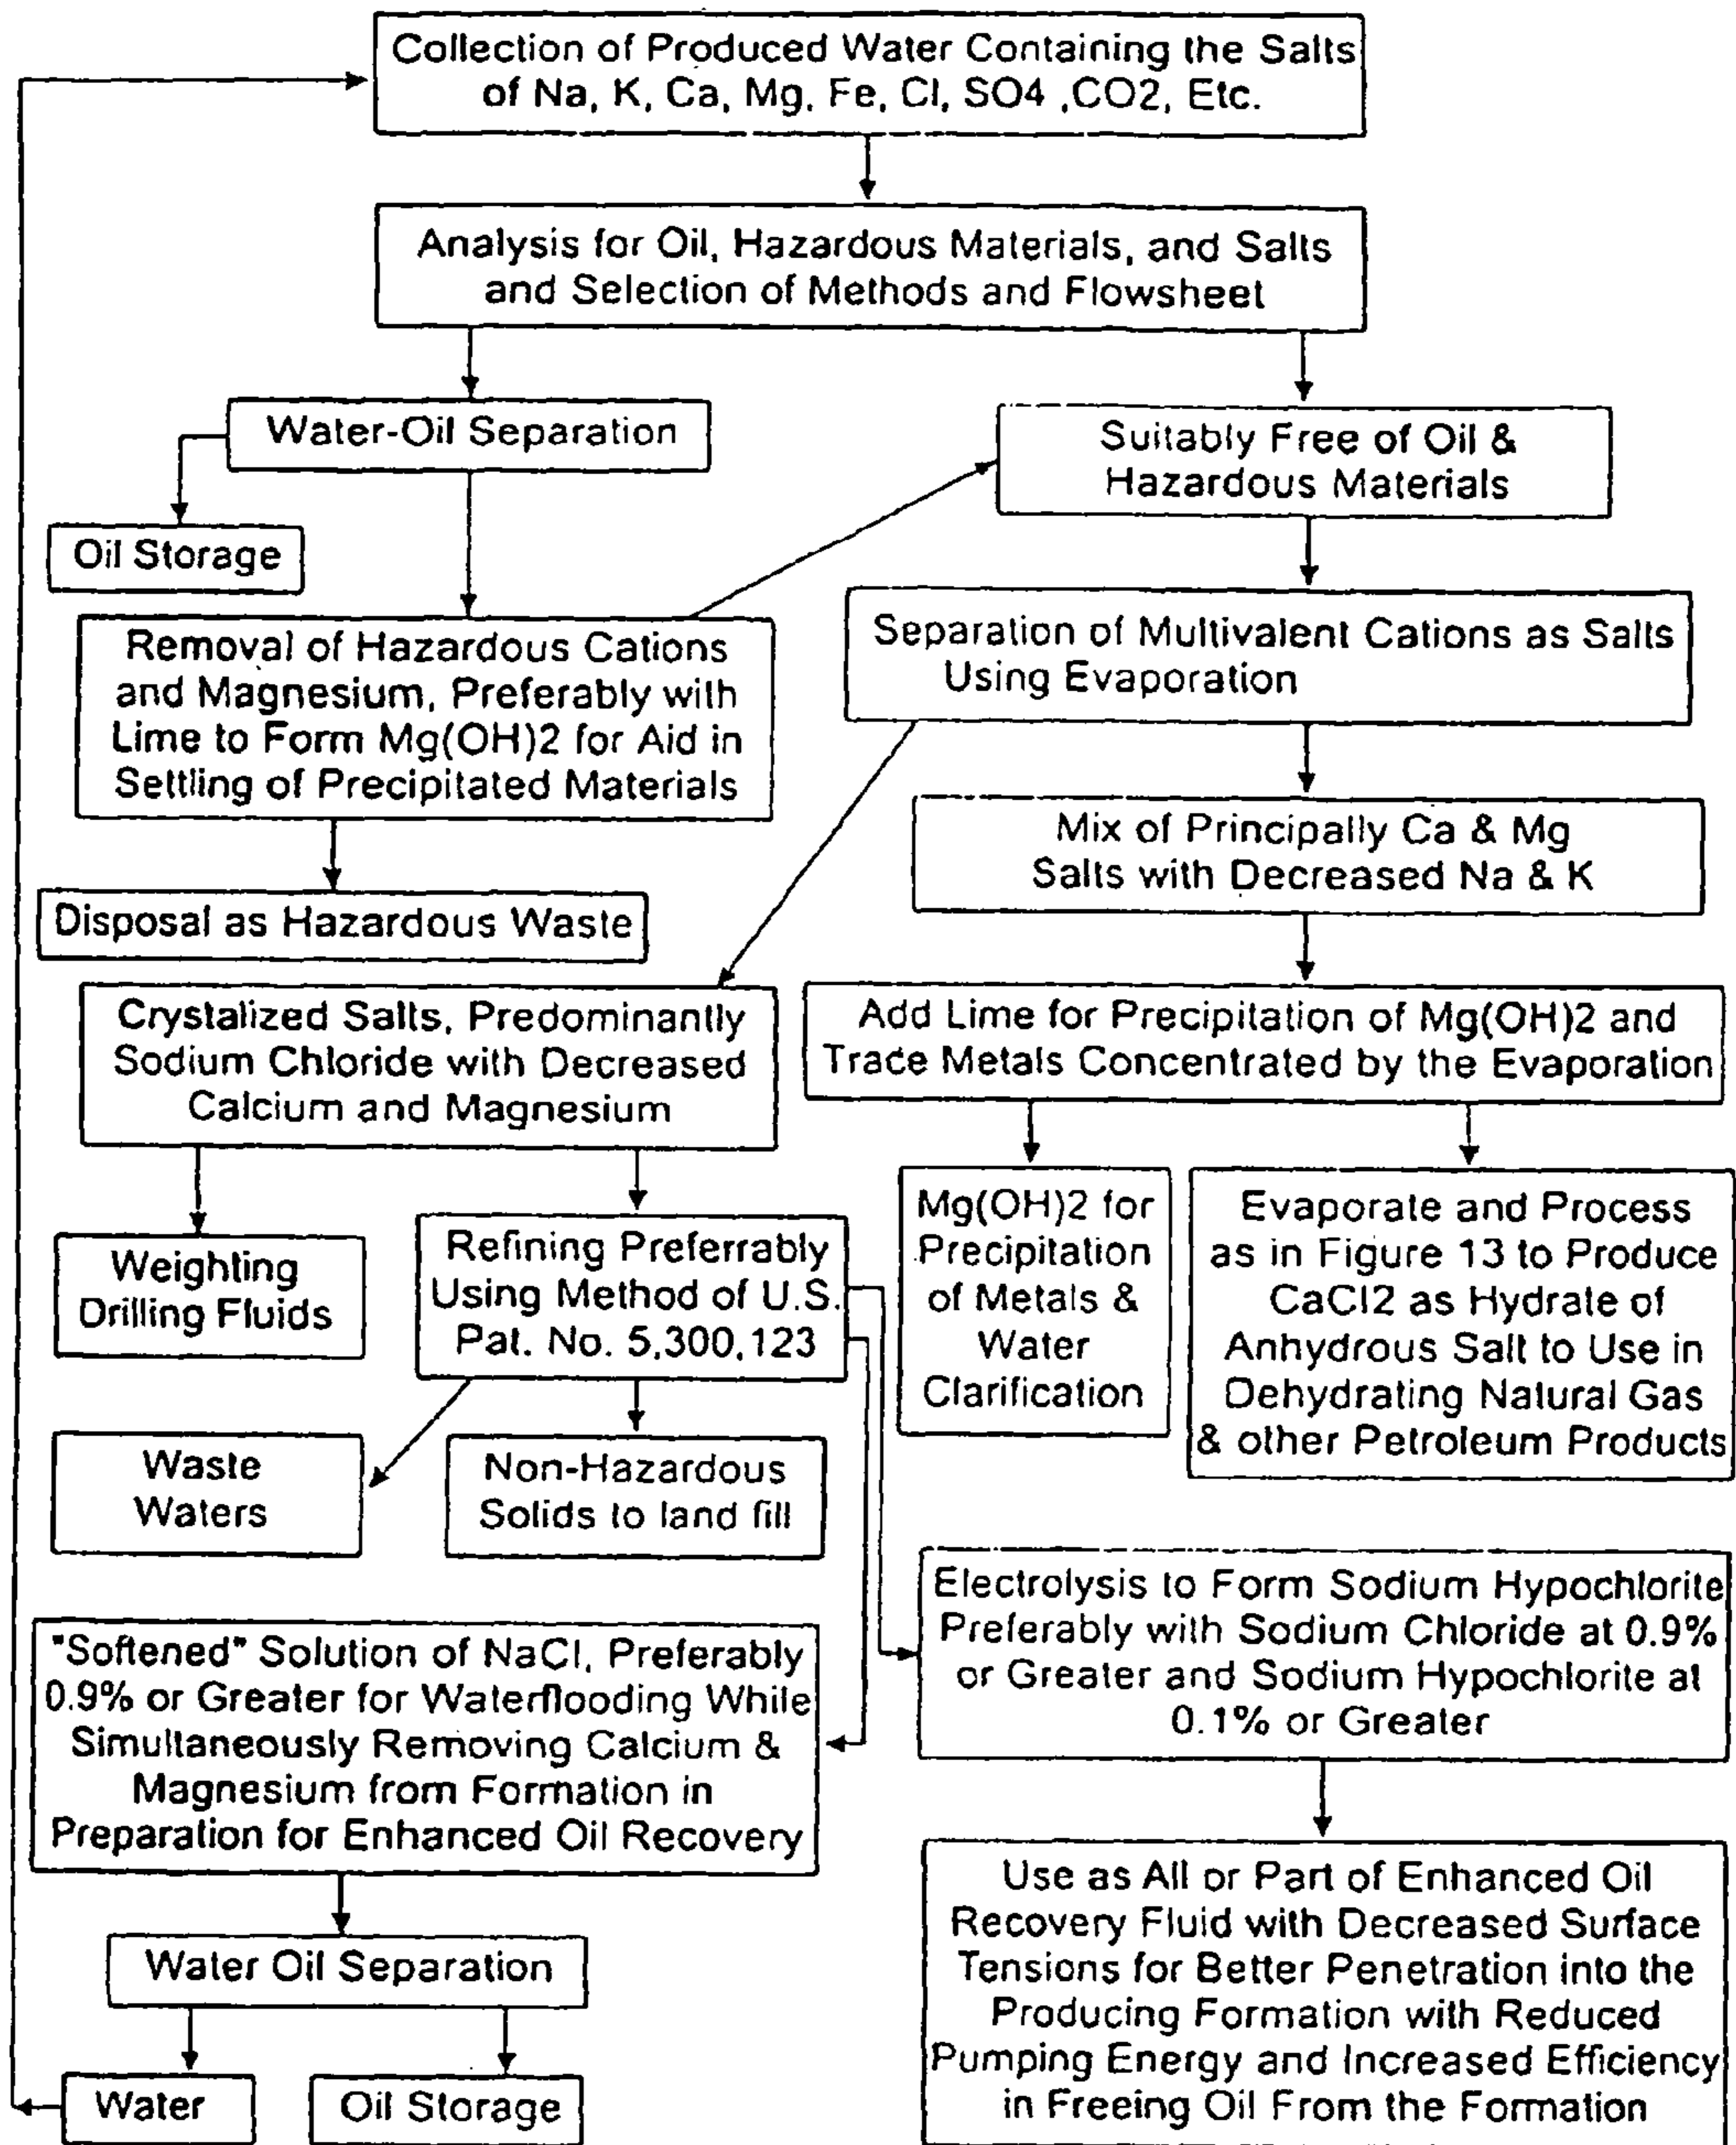 Collection of Produced Water Containing the Salts
of Na, K, Ca, Mg, Fe, Cl, SO4 ,CO2, Etc.
Analysis for Oil, Hazardous Materials, and Salts
and Selection of Methods and Flowsheet
Water-Oil Separation
Suitably Free of Oil &
Hazardous Materials
Oil Storage
Removal of Hazardous Cations
and Magnesium, Preferably with
Lime to Form Mg(OH)2 for Aid in
Settling of Precipitated Materials
Separation of Multivalent Cations as Salts
Using Evaporation
Mix of Principally Ca & Mg
Salts with Decreased Na & K
Disposal as Hazardous Waste
Crystalized Salts, Predominantly
Sodium Chloride with Decreased
Calcium and Magnesium
Add Lime for Precipitation of Mg(OH)2 and
Trade Metals Concentrated by the Evaporation
Weighting
Drilling Fluids
Refining Preferrably
Using Method of U.S.
Pat. No. 5,300,123
Mg(OH)2 for
Precipitation
of Metals &
Water
Clarification
Evaporate and Process
as in Figure 13 to Produce
CaCl2 as Hydrate of
Anhydrous Salt to Use in
Dehydrating Natural Gas
& other Petroleum Products
Waste
Waters
Non-Hazardous
Solids to land fill
Electrolysis to Form Sodium Hypochlorite
Preferably with Sodium Chloride at 0.9%
or Greater and Sodium Hypochlorite at
0.1% or Greater
"Softened" Solution of NaCl, Preferably
0.9% or Greater for Waterflooding While
Simultaneously Removing Calcium &
Magnesium from Formation in
Preparation for Enhanced Oil Recovery
Use as All or Part of Enhanced Oil
Recovery Fluid with Decreased Surface
Tensions for Better Penetration into the
Producing Formation with Reduced
Pumping Energy and Increased Efficiency
in Freeing Oil From the Formation
Water Oil Separation
Water
Oil Storage